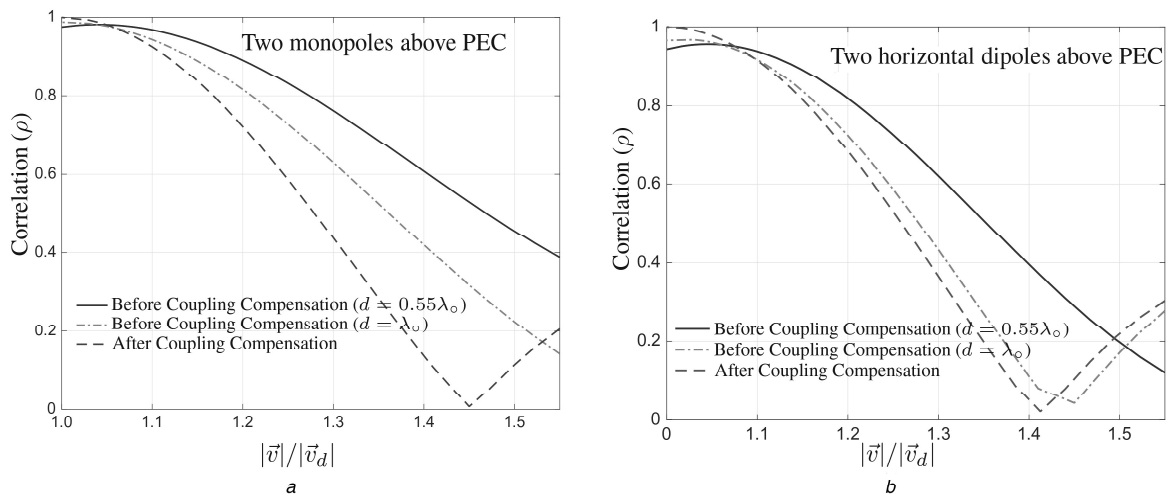 Two monopoles above PEC
Correlation (ρ)
1
0.8
0.6
0.4
0.2
0
Before Coupling Compensation (d = 0.55λ∘)
Before Coupling Compensation (d = λ∘)
After Coupling Compensation
1.0 1.1 1.2 1.3 1.4 1.5
|v⃗|/|v⃗d|
a
Two horizontal dipoles above PEC
Correlation (ρ)
1
0.8
0.6
0.4
0.2
0
Before Coupling Compensation (d = 0.55λ∘)
Before Coupling Compensation (d = λ∘)
After Coupling Compensation
0 1.1 1.2 1.3 1.4 1.5
|v⃗|/|v⃗d|
b